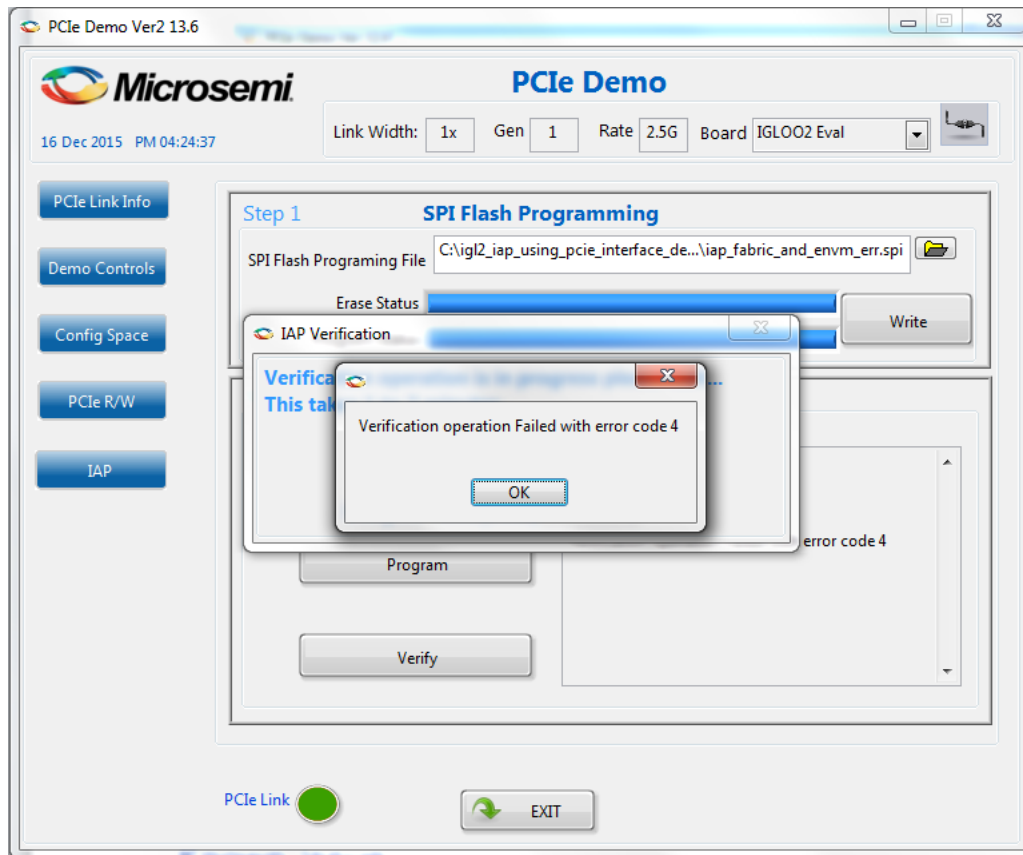 PCIe Demo Ver2 13.6
Microsemi.
PCIe Demo
16 Dec 2015 PM 04:24:37
Link Width: 1x Gen 1 Rate 2.5G Board IGLOO2 Eval
PCIe Link Info
Demo Controls
Config Space
PCIe R/W
IAP
Step 1 SPI Flash Programming
SPI Flash Programing File C:\igl2_iap_using_pcie_interface_de...\iap_fabric_and_envm_err.spi
Erase Status
Write
IAP Verification
Verifica
This tak
Verification operation Failed with error code 4
OK
error code 4
Program
Verify
PCIe Link
EXIT